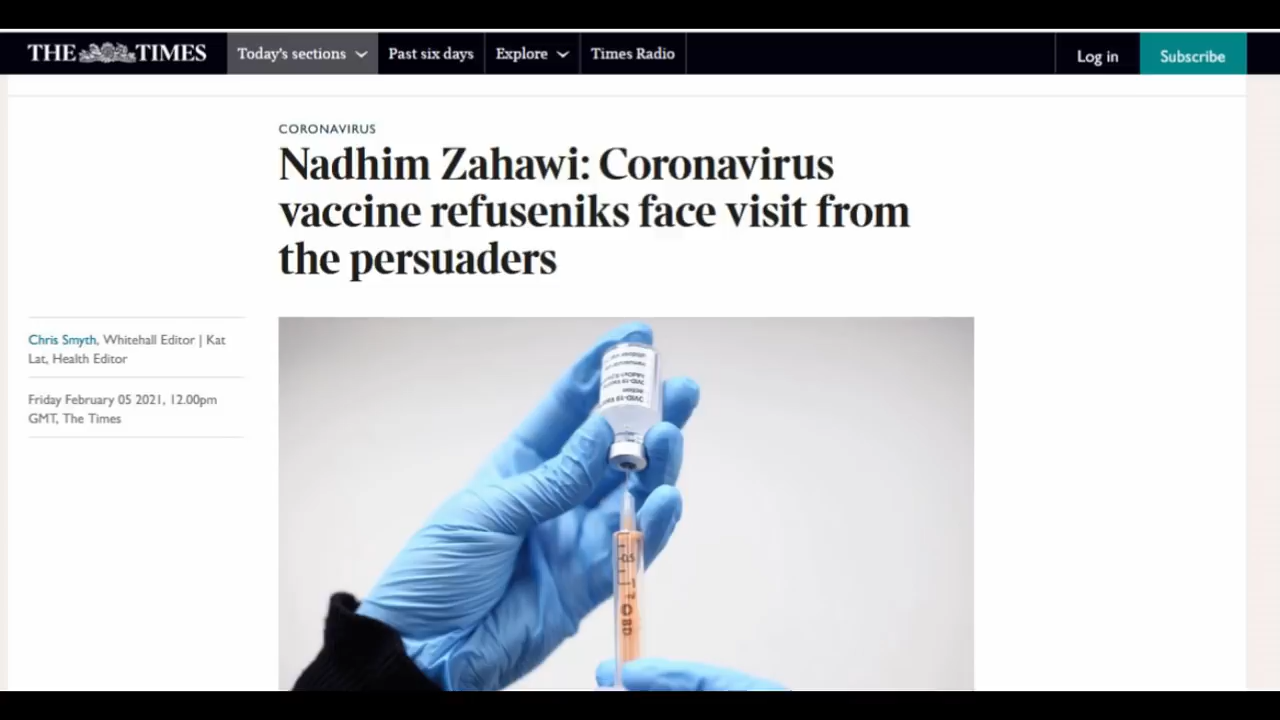 THE TIMES Today's sections Past six days Explore Times Radio Log in Subscribe
CORONAVIRUS
Nadhim Zahawi: Coronavirus
vaccine refuseniks face visit from
the persuaders
Chris Smyth, Whitehall Editor | Kat
Lat, Health Editor
Friday February 05 2021, 12.00pm
GMT, The Times